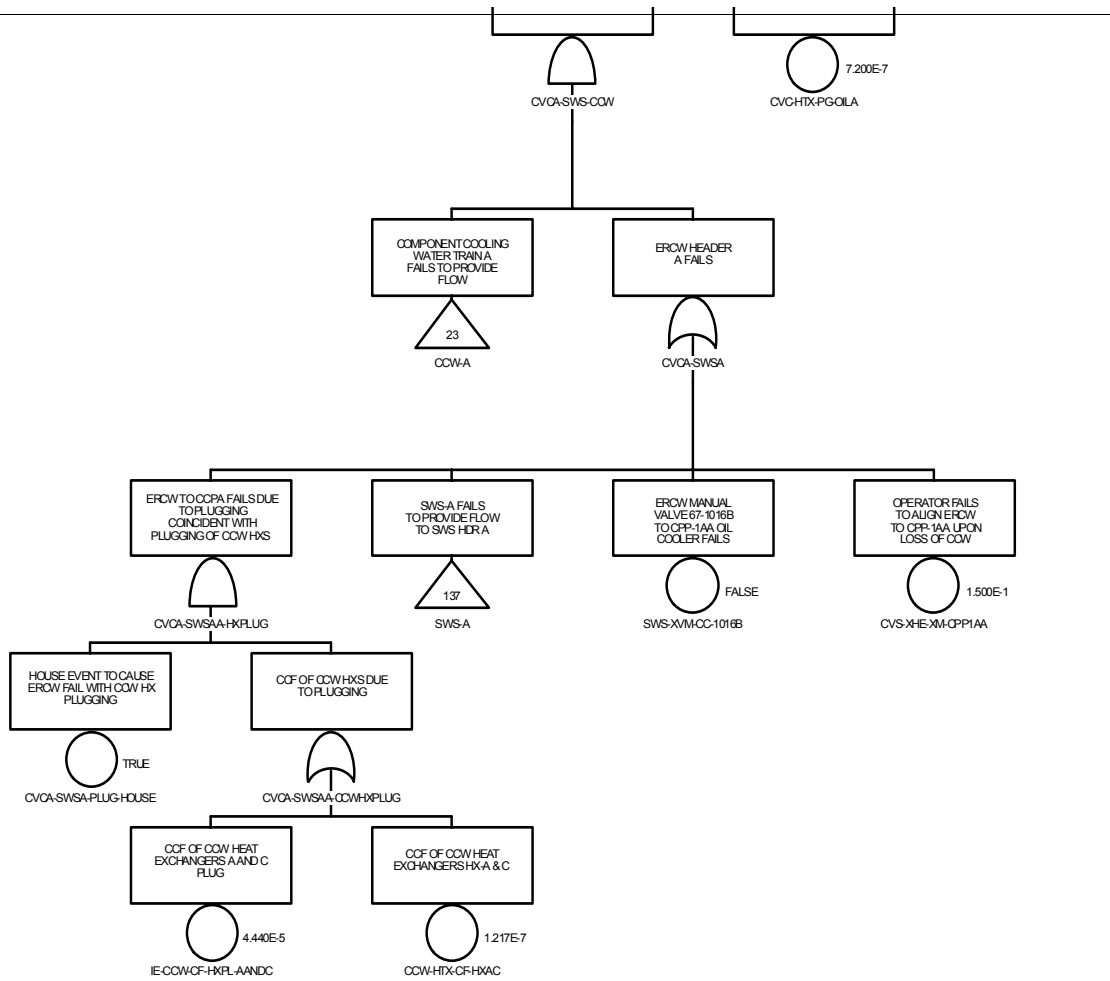 7.200E-7
CVCA-SWS-CCW
CVC-HTX-PG-OILA
COMPONENT COOLING
WATER TRAIN A
FAILS TO PROVIDE
FLOW
23
CCW-A
ERCW HEADER
A FAILS
CVCA-SWSA
ERCW TO CCPA FAILS DUE
TO PLUGGING
COINCIDENT WITH
PLUGGING OF CCW HXS
CVCA-SWSAA-HXPLUG
SWS-A FAILS
TO PROVIDE FLOW
TO SWS HDR A
137
SWS-A
ERCW MANUAL
VALVE 67-1016B
TO CPP-1AA OIL
COOLER FAILS
FALSE
SWS-XVM-CC-1016B
OPERATOR FAILS
TO ALIGN ERCW
TO CPP-1AA UPON
LOSS OF CCW
1.500E-1
CVS-XHE-XM-CPP1AA
HOUSE EVENT TO CAUSE
ERCW FAIL WITH CCW HX
PLUGGING
TRUE
CVCA-SWSA-PLUG-HOUSE
CCF OF CCW HXS DUE
TO PLUGGING
CVCA-SWSAA-CCWHXPLUG
CCF OF CCW HEAT
EXCHANGERS A AND C
PLUG
4.440E-5
IE-CCW-CF-HXPL-AANDC
CCF OF CCW HEAT
EXCHANGERS HX-A & C
1.217E-7
CCW-HTX-CF-HXAC